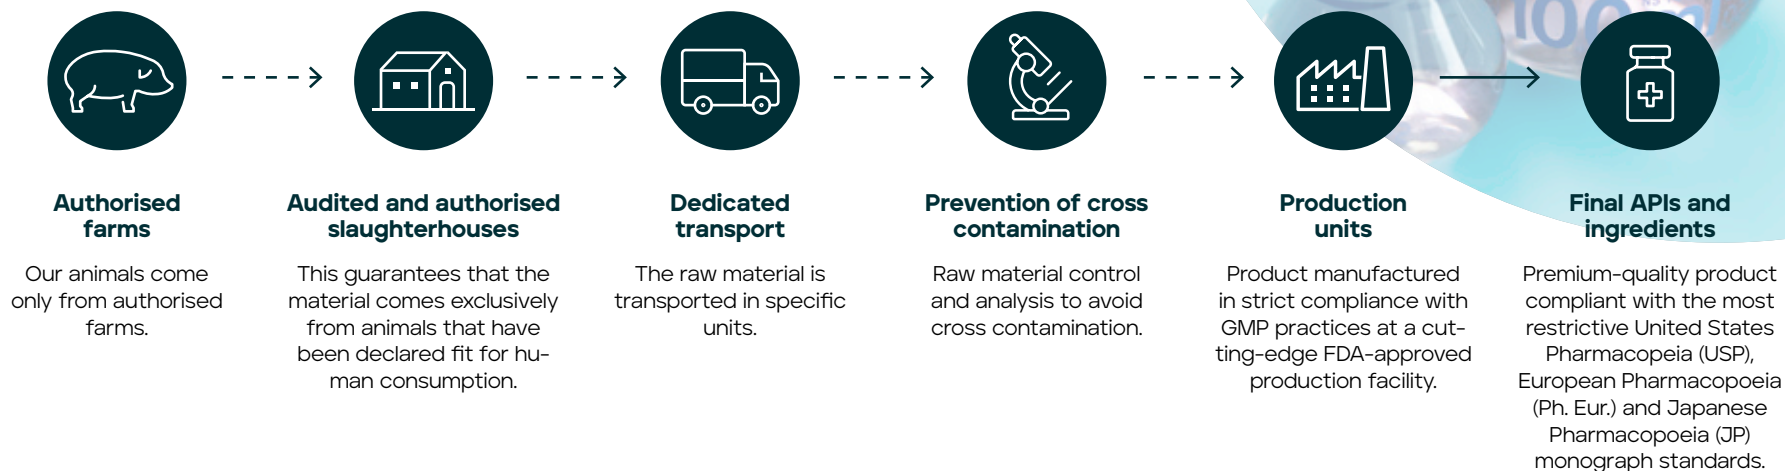 100
Authorised
farms
Our animals come
only from authorised
farms.
Audited and authorised
slaughterhouses
This guarantees that the
material comes exclusively
from animals that have
been declared fit for hu-
man consumption.
Dedicated
transport
The raw material is
transported in specific
units.
Prevention of cross
contamination
Raw material control
and analysis to avoid
cross contamination.
Production
units
Product manufactured
in strict compliance with
GMP practices at a cut-
ting-edge FDA-approved
production facility.
Final APIs and
ingredients
Premium-quality product
compliant with the most
restrictive United States
Pharmacopeia (USP),
European Pharmacopoeia
(Ph. Eur.) and Japanese
Pharmacopoeia (JP)
monograph standards.